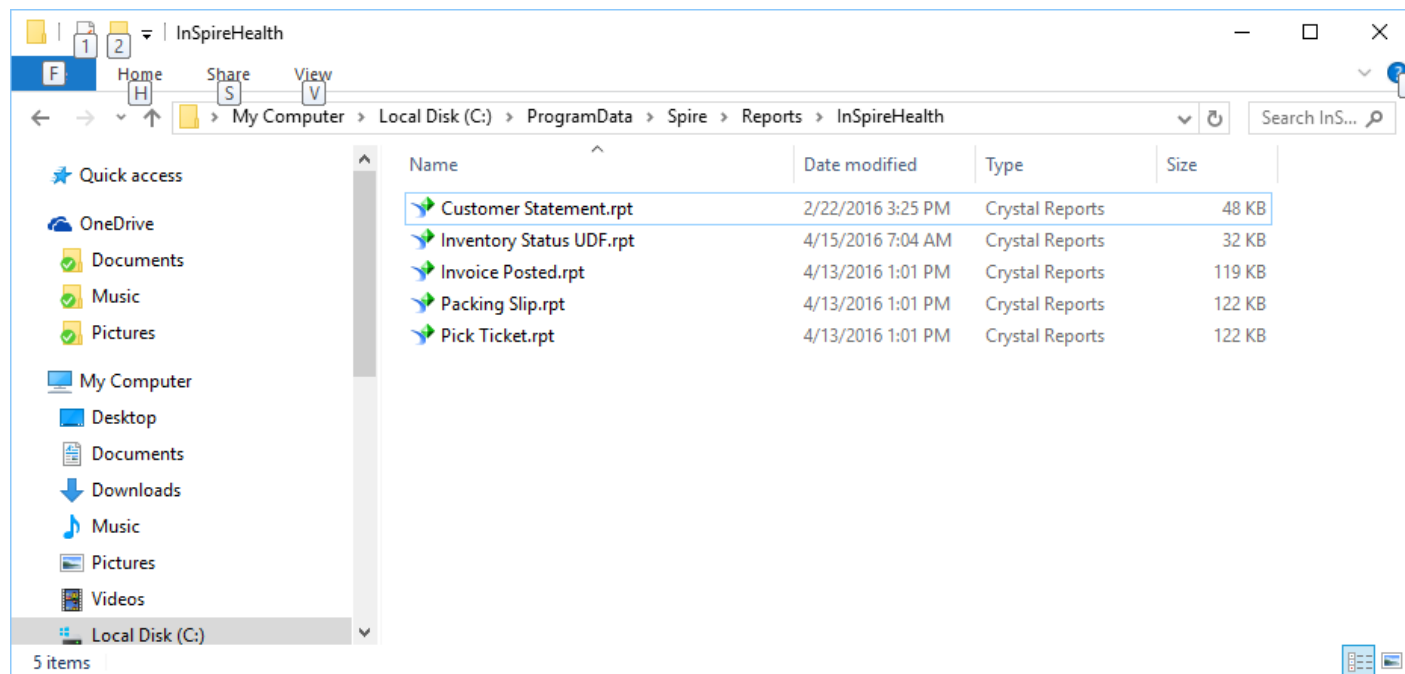 1 2 InSpireHealth
F Home Share View
H S V
My Computer Local Disk (C:) ProgramData Spire Reports InSpireHealth Search InS...
Name Date modified Type Size
Quick access
OneDrive
Documents
Music
Pictures
My Computer
Desktop
Documents
Downloads
Music
Pictures
Videos
Local Disk (C:)
Customer Statement.rpt 2/22/2016 3:25 PM Crystal Reports 48 KB
Inventory Status UDF.rpt 4/15/2016 7:04 AM Crystal Reports 32 KB
Invoice Posted.rpt 4/13/2016 1:01 PM Crystal Reports 119 KB
Packing Slip.rpt 4/13/2016 1:01 PM Crystal Reports 122 KB
Pick Ticket.rpt 4/13/2016 1:01 PM Crystal Reports 122 KB
5 items